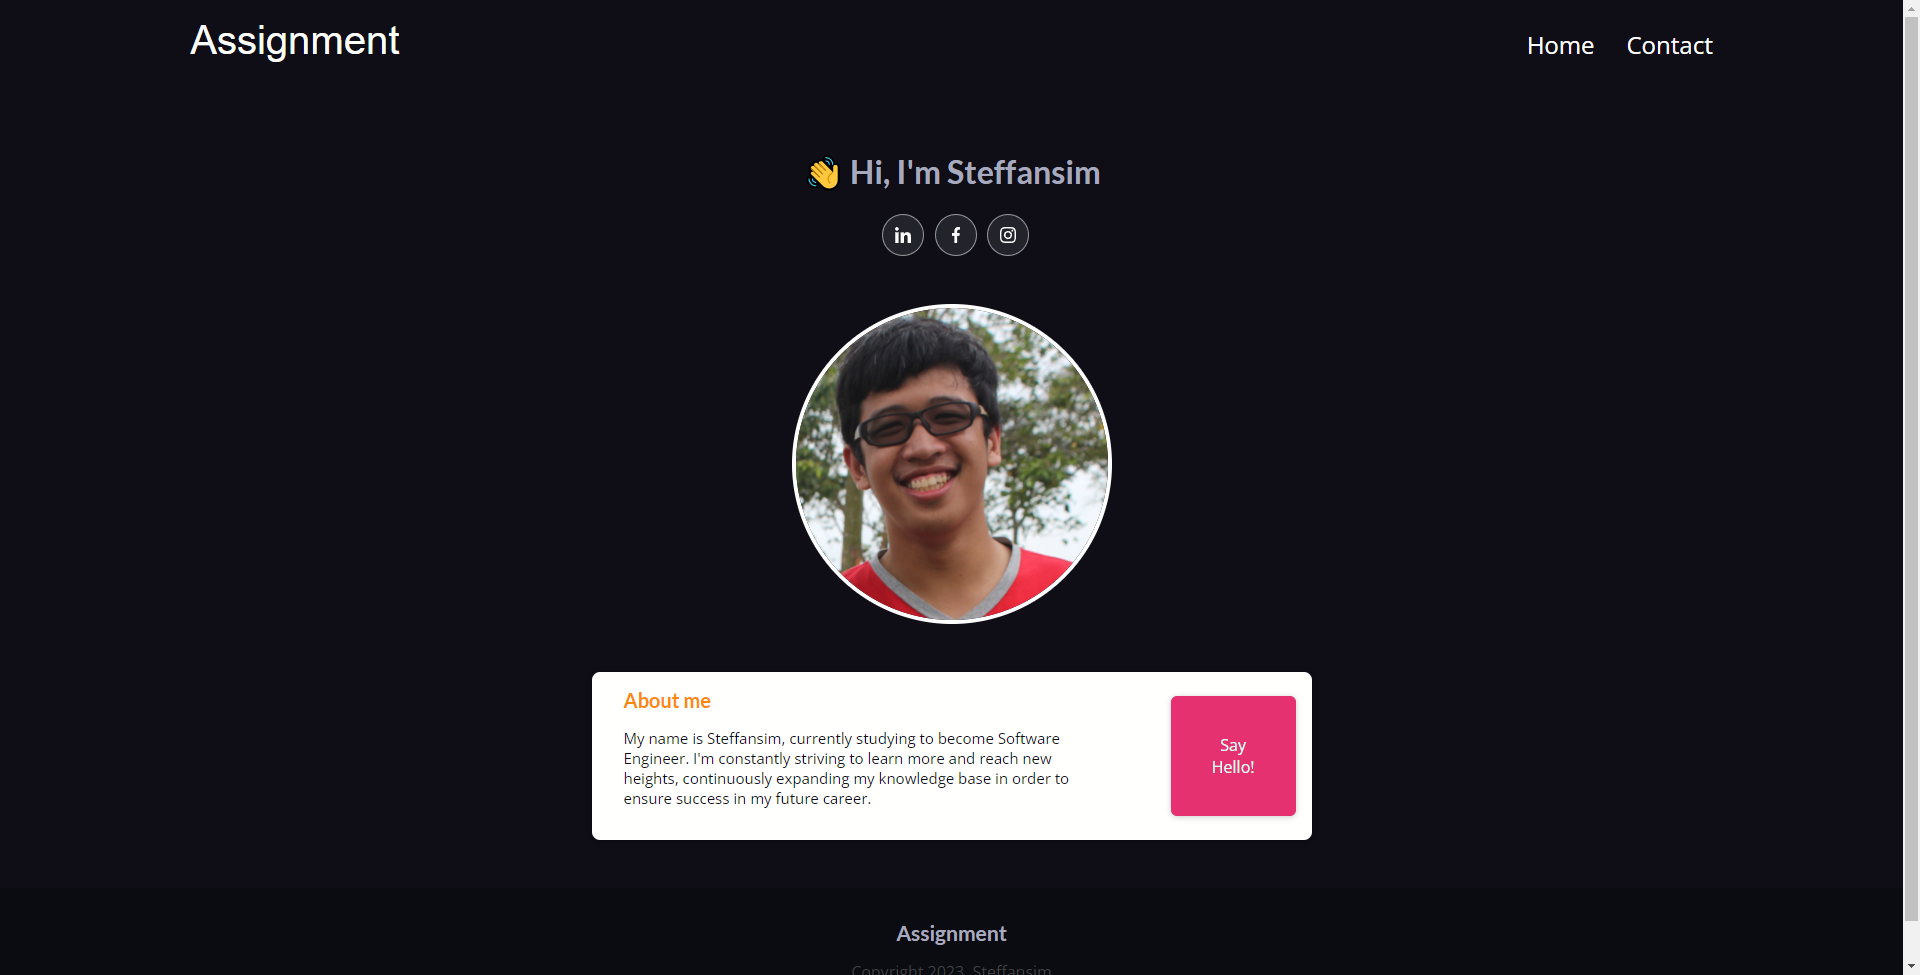 Assignment
Home Contact
👋 Hi, I'm Steffansim
About me
My name is Steffansim, currently studying to become Software
Engineer. I'm constantly striving to learn more and reach new
heights, continuously expanding my knowledge base in order to
ensure success in my future career.
Say
Hello!
Assignment
Copyright 2023. Steffansim